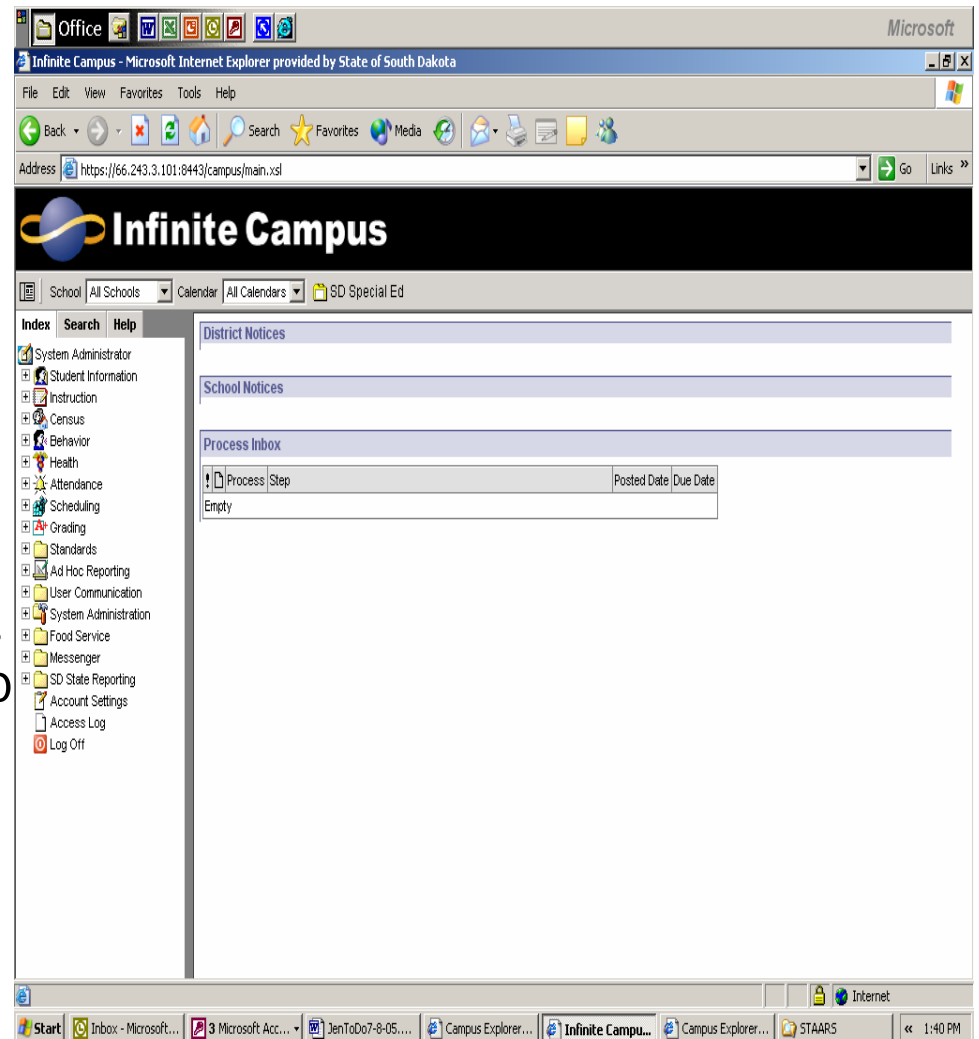 Office Microsoft
Infinite Campus - Microsoft Internet Explorer provided by State of South Dakota
File Edit View Favorites Tools Help
Back Search Favorites Media
Address https://66.243.3.101:8443/campus/main.xsl Go Links »
Infinite Campus
School All Schools Calendar All Calendars SD Special Ed
Index Search Help
System Administrator
Student Information
Instruction
Census
Behavior
Health
Attendance
Scheduling
Grading
Standards
Ad Hoc Reporting
User Communication
System Administration
Food Service
Messenger
SD State Reporting
Account Settings
Access Log
Log Off
District Notices
School Notices
Process Inbox
! Process Step Posted Date Due Date
Empty
Internet
Start Inbox - Microsoft... 3 Microsoft Acc... JenToDo7-8-05.... Campus Explorer... Infinite Campu... Campus Explorer... STAARS « 1:40 PM